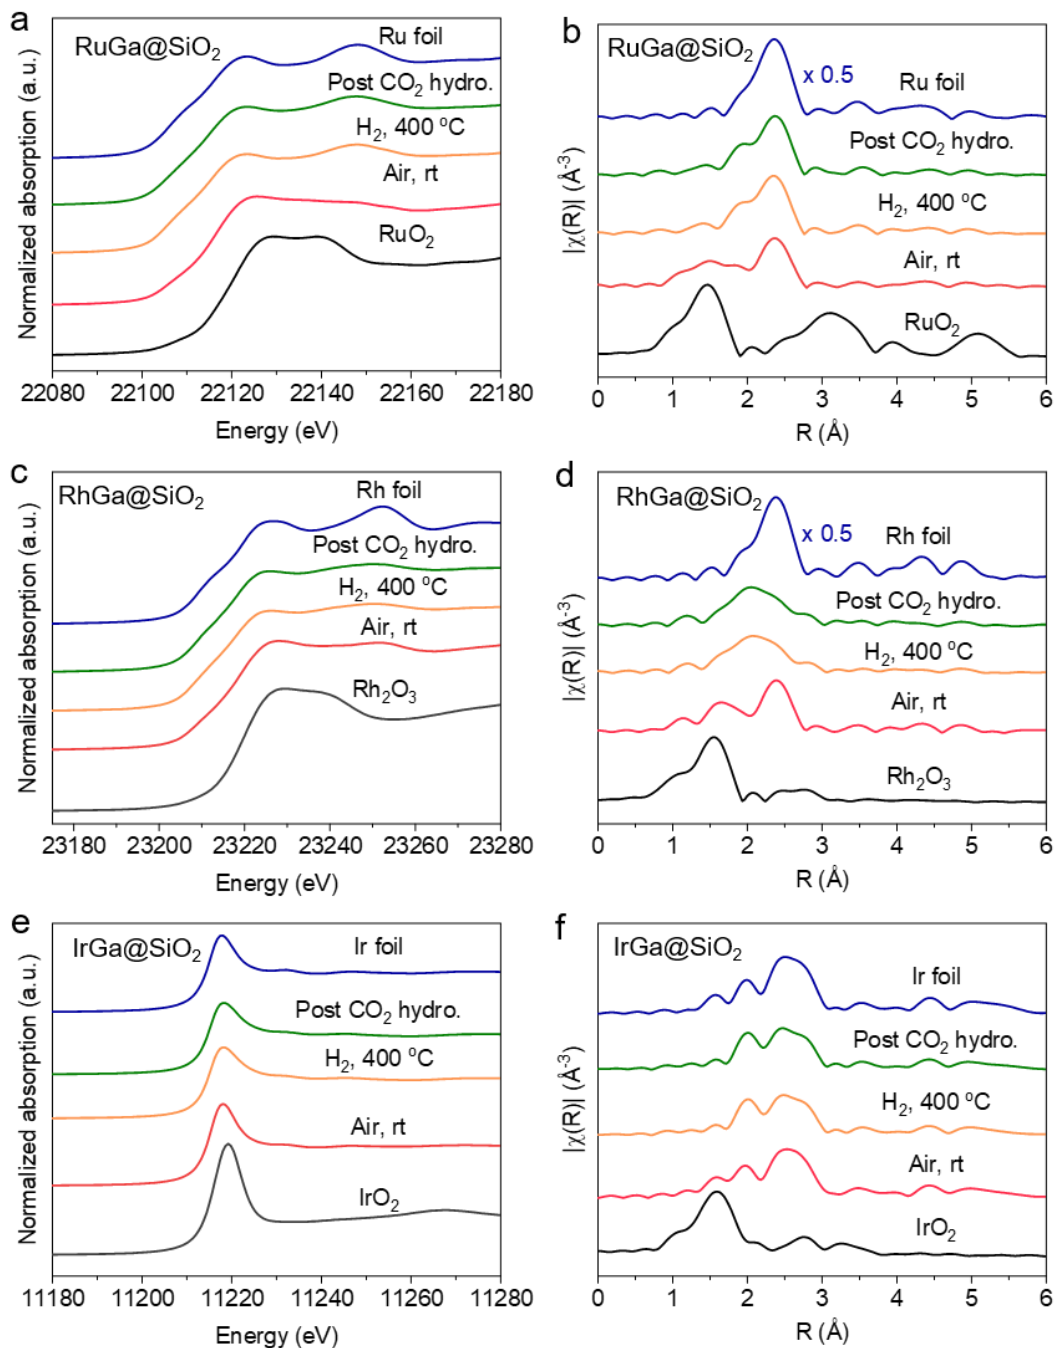 a
RuGa@SiO₂
Ru foil
Post CO₂ hydro.
H₂, 400 °C
Air, rt
RuO₂
Normalized absorption (a.u.)
22080 22100 22120 22140 22160 22180
Energy (eV)
b
RuGa@SiO₂
x 0.5
Ru foil
Post CO₂ hydro.
H₂, 400 °C
Air, rt
RuO₂
|χ(R)| (Å⁻³)
0 1 2 3 4 5 6
R (Å)
c
RhGa@SiO₂
Rh foil
Post CO₂ hydro.
H₂, 400 °C
Air, rt
Rh₂O₃
Normalized absorption (a.u.)
23180 23200 23220 23240 23260 23280
Energy (eV)
d
RhGa@SiO₂
x 0.5
Rh foil
Post CO₂ hydro.
H₂, 400 °C
Air, rt
Rh₂O₃
|χ(R)| (Å⁻³)
0 1 2 3 4 5 6
R (Å)
e
IrGa@SiO₂
Ir foil
Post CO₂ hydro.
H₂, 400 °C
Air, rt
IrO₂
Normalized absorption (a.u.)
11180 11200 11220 11240 11260 11280
Energy (eV)
f
IrGa@SiO₂
Ir foil
Post CO₂ hydro.
H₂, 400 °C
Air, rt
IrO₂
|χ(R)| (Å⁻³)
0 1 2 3 4 5 6
R (Å)